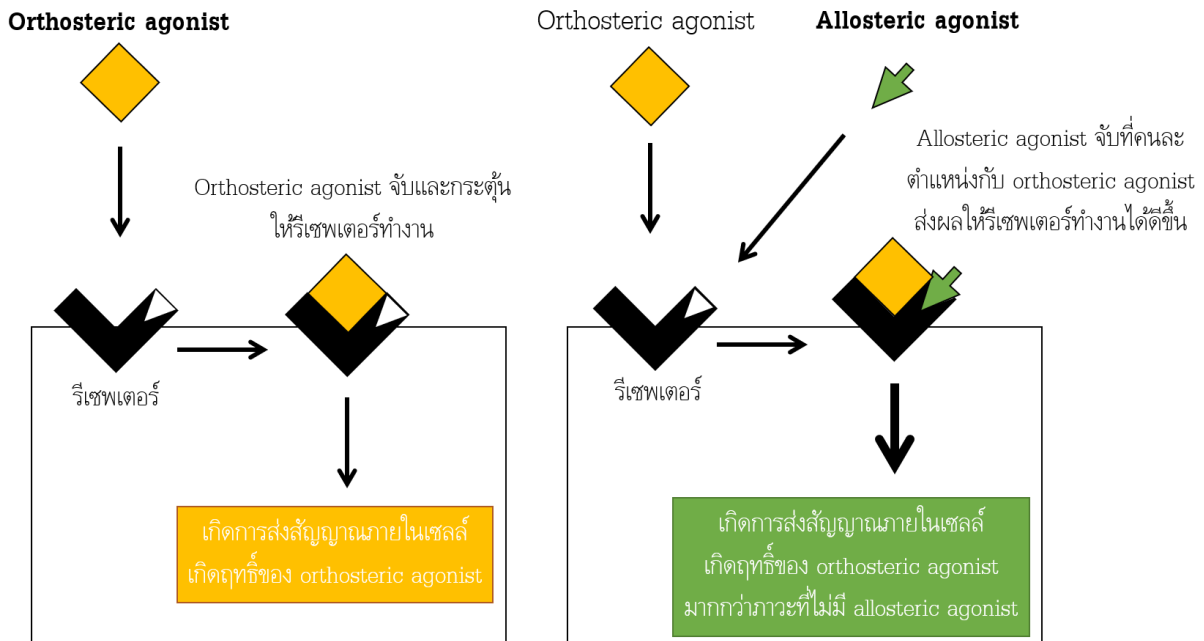 Orthosteric agonist
Orthosteric agonist จับและกระตุ้น
ให้รีเซพเตอร์ทำงาน
รีเซพเตอร์
เกิดการส่งสัญญาณภายในเซลล์
เกิดฤทธิ์ของ orthosteric agonist
Orthosteric agonist
Allosteric agonist
Allosteric agonist จับที่คนละ
ตำแหน่งกับ orthosteric agonist
ส่งผลให้รีเซพเตอร์ทำงานได้ดีขึ้น
รีเซพเตอร์
เกิดการส่งสัญญาณภายในเซลล์
เกิดฤทธิ์ของ orthosteric agonist
มากกว่าภาวะที่ไม่มี allosteric agonist